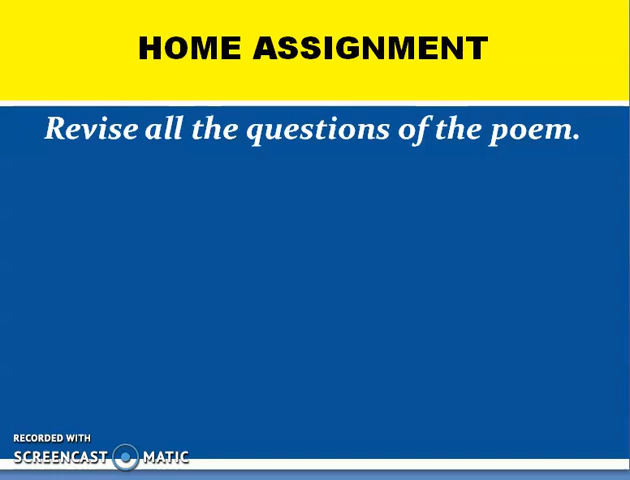 HOME ASSIGNMENT
Revise all the questions of the poem.
RECORDED WITH
SCREENCAST MATIC